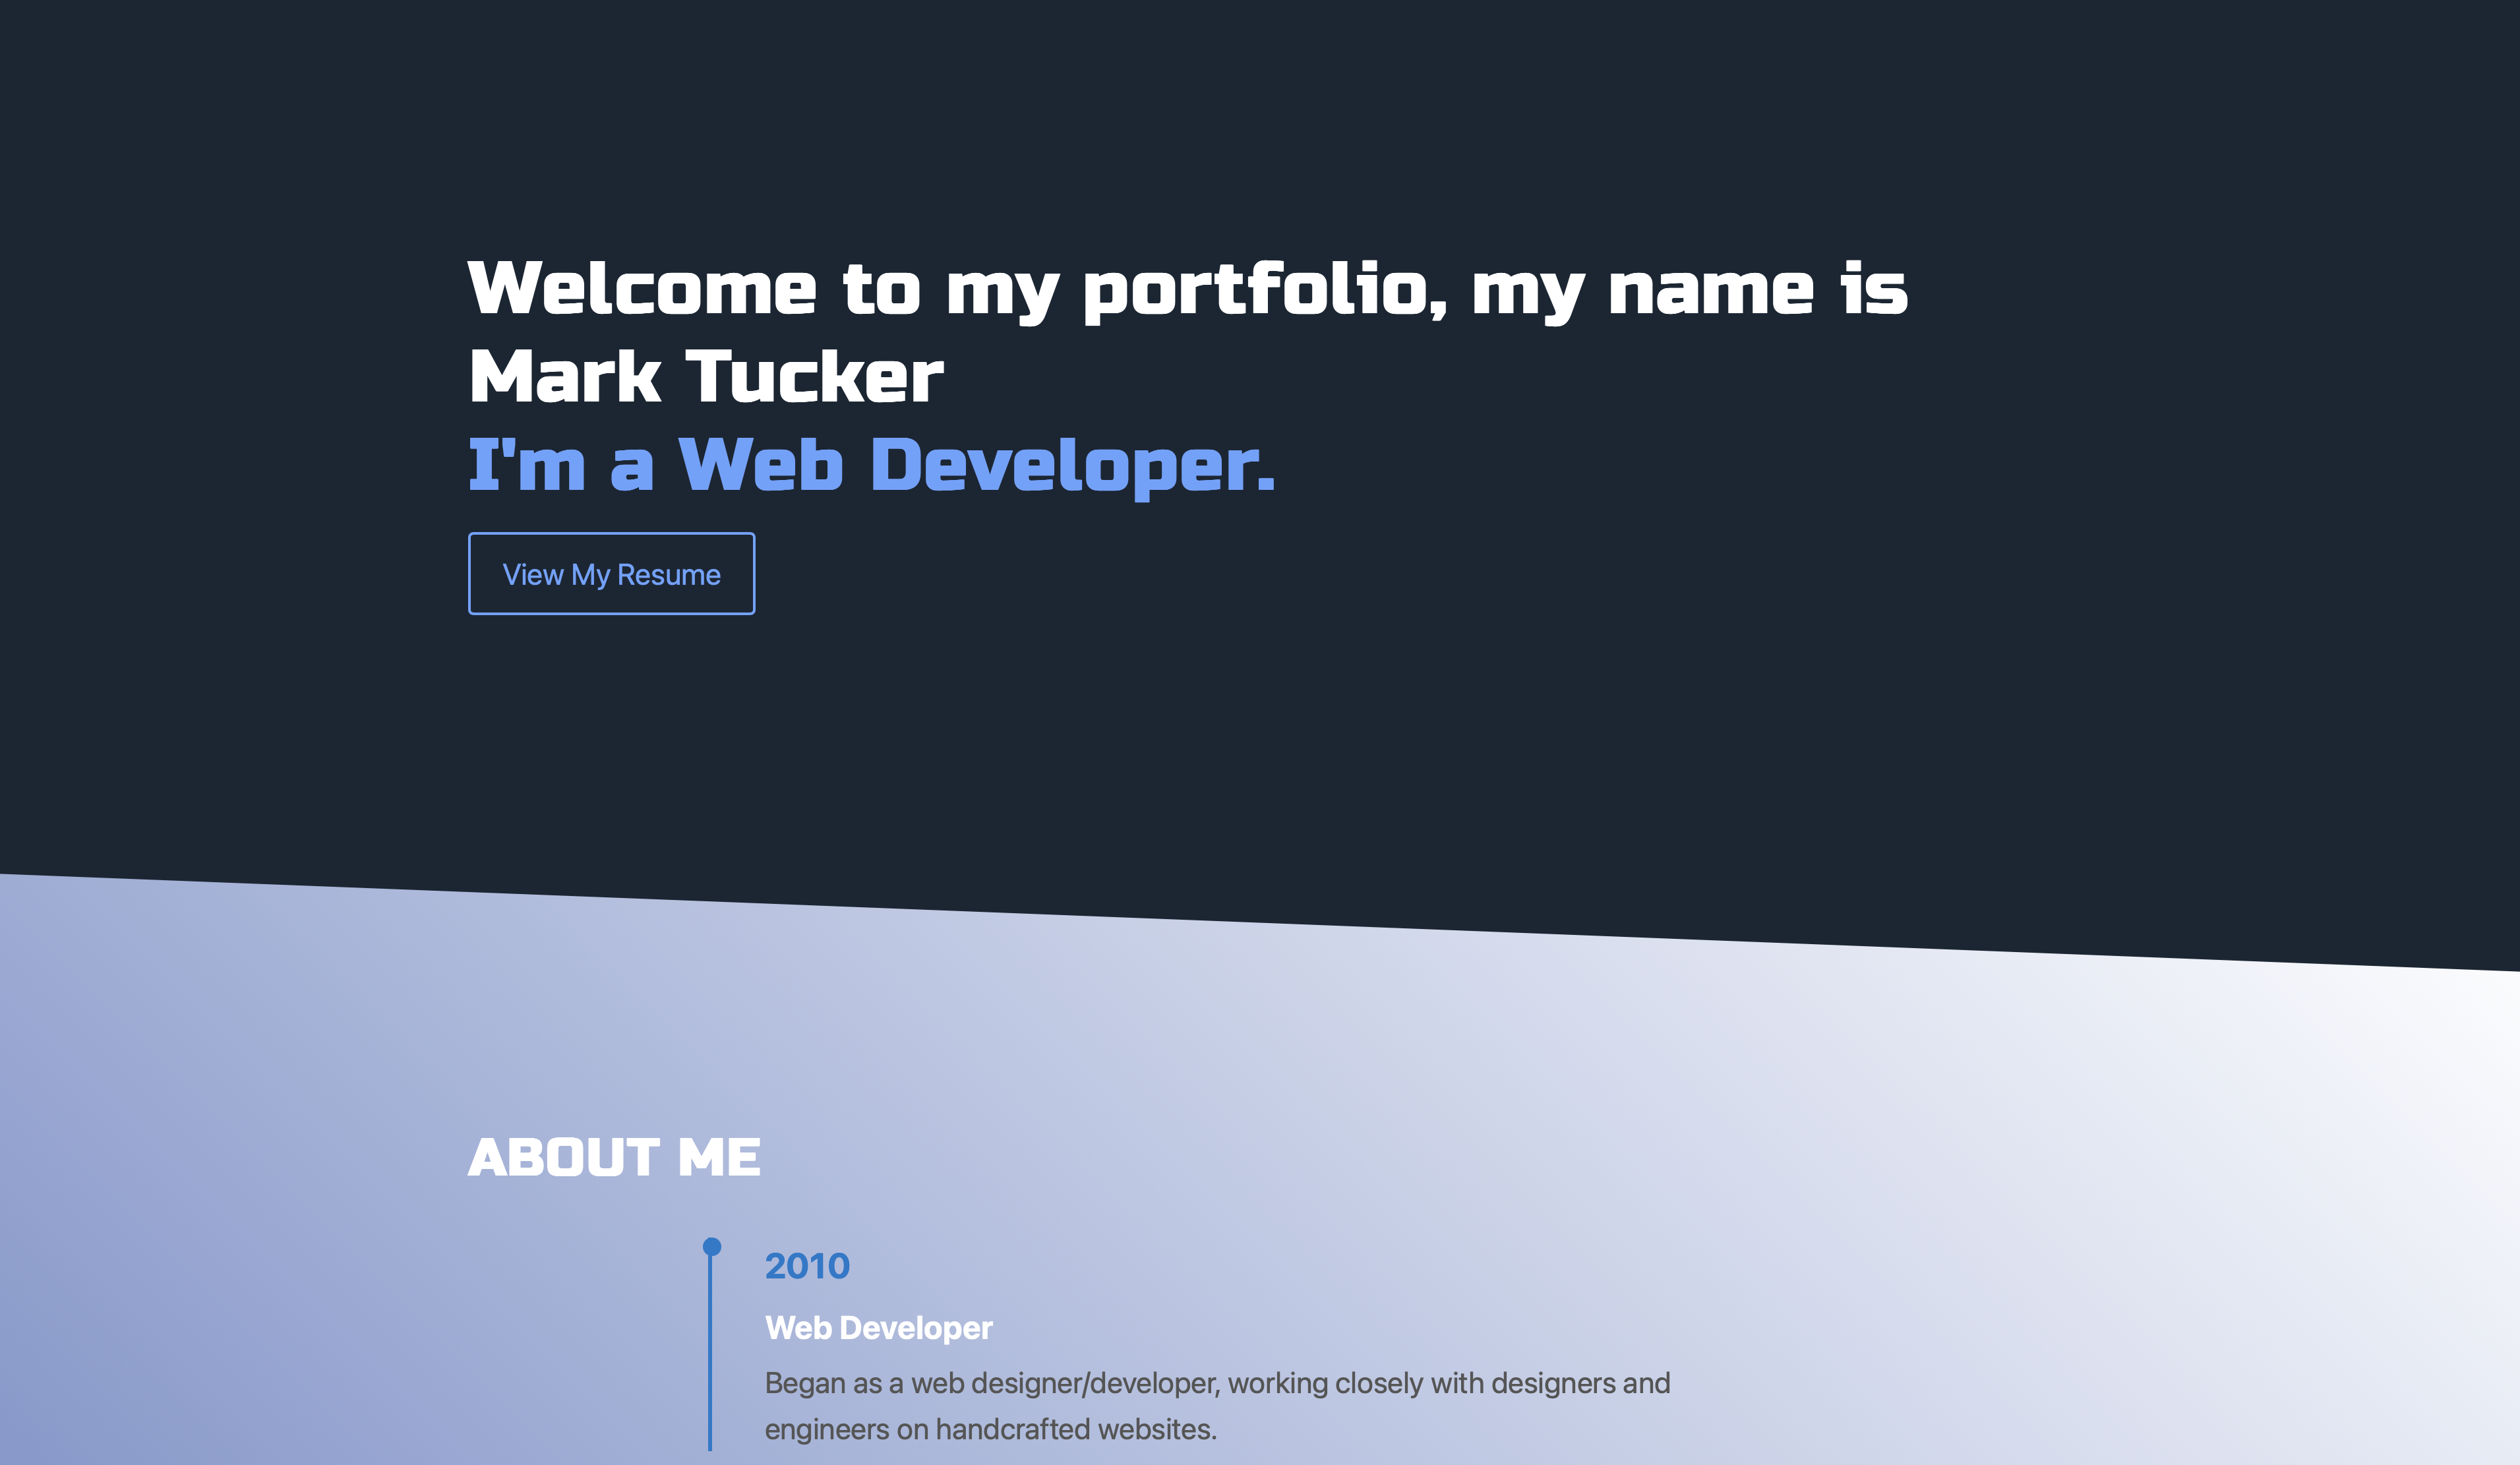 Welcome to my portfolio, my name is
Mark Tucker
I'm a Web Developer.
View My Resume
ABOUT ME
2010
Web Developer
Began as a web designer/developer, working closely with designers and
engineers on handcrafted websites.